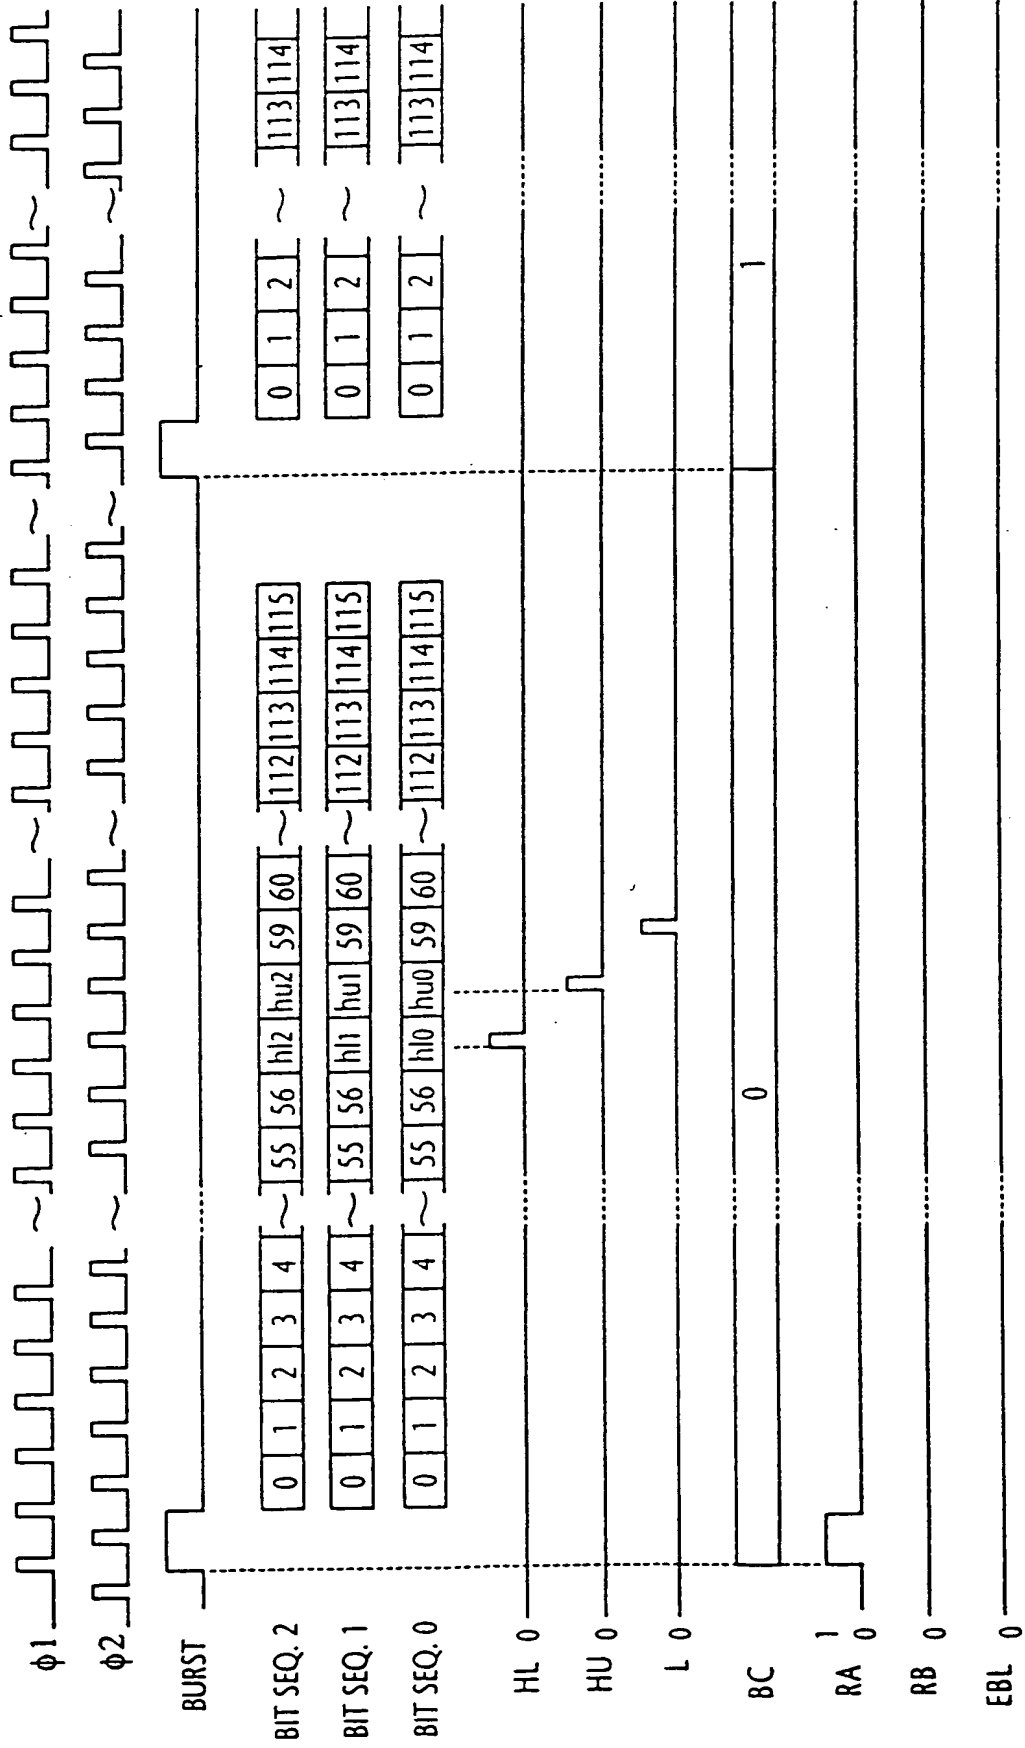 φ1
φ2
BURST
BIT SEQ. 2 0 1 2 3 4 ~ 55 56 hl2 hu2 59 60 ~ 112 113 114 115 0 1 2 ~ 113 114
BIT SEQ. 1 0 1 2 3 4 ~ 55 56 hl1 hu1 59 60 ~ 112 113 114 115 0 1 2 ~ 113 114
BIT SEQ. 0 0 1 2 3 4 ~ 55 56 hl0 hu0 59 60 ~ 112 113 114 115 0 1 2 ~ 113 114
HL 0
HU 0
L 0
BC 0 1
RA 1
0
RB 0
EBL 0